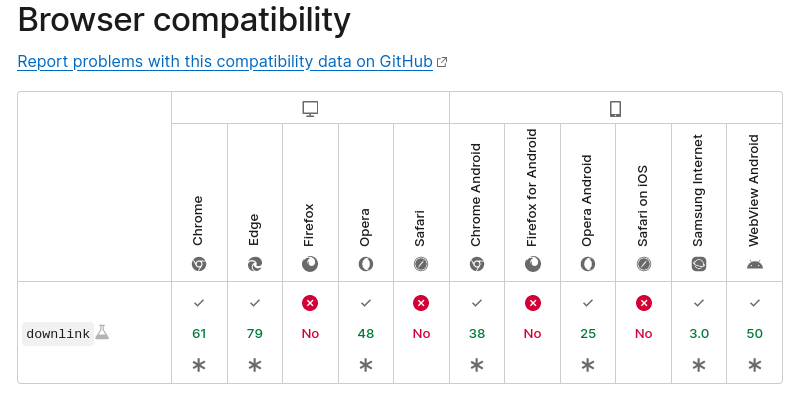 Browser compatibility
Report problems with this compatibility data on GitHub
Chrome
Edge
Firefox
Opera
Safari
Chrome Android
Firefox for Android
Opera Android
Safari on iOS
Samsung Internet
WebView Android
downlink
61
79
No
48
No
38
No
25
No
3.0
50
* * * * * * *